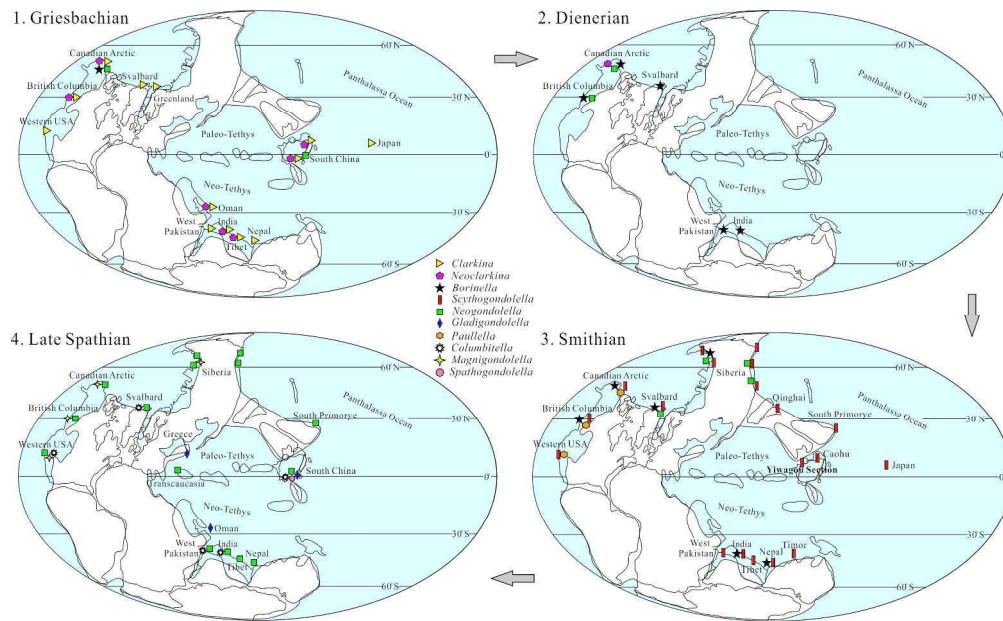 1. Griesbachian
60°N
Canadian Arctic
Svalbard
Panthalassa Ocean
British Columbia
Greenland
30°N
Western USA
Paleo-Tethys
Japan
0°
South China
Neo-Tethys
Oman
30°S
West
Pakistan
India
Nepal
Tibet
60°S
2. Dienerian
60°N
Canadian Arctic
Svalbard
Panthalassa Ocean
British Columbia
30°N
Paleo-Tethys
0°
Neo-Tethys
30°S
West
Pakistan
India
60°S
Clarkina
Neoclarkina
Borinella
Scythogondolella
Neogondolella
Gladigondolella
Paullella
Columbitella
Magnigondolella
Spathogondolella
4. Late Spathian
60°N
Siberia
Canadian Arctic
Svalbard
Panthalassa Ocean
British Columbia
South Primorye
30°N
Greece
Western USA
Paleo-Tethys
South China
Transcaucasia
0°
Neo-Tethys
Oman
30°S
West
Pakistan
India
Nepal
Tibet
60°S
3. Smithian
60°N
Siberia
Canadian Arctic
Svalbard
Panthalassa Ocean
Qinghai
British Columbia
South Primorye
30°N
Western USA
Paleo-Tethys
Caohu
Yiwagou Section
Japan
0°
Neo-Tethys
30°S
West
Pakistan
India
Nepal
Timor
Tibet
60°S